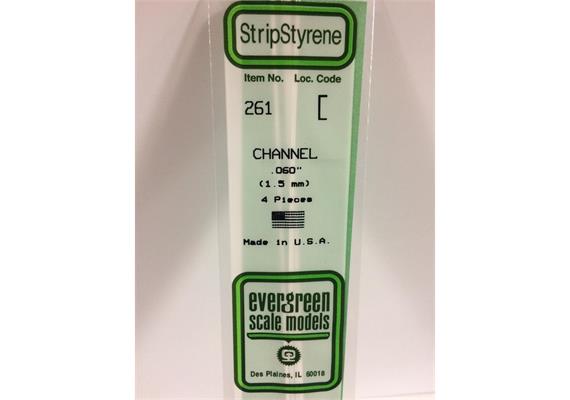 StripStyrene
Item No. Loc. Code
261
CHANNEL
.060"
(1.5 mm)
4 Pieces
Made in U.S.A.
evergreen
scale models
Des Plaines, IL 60018